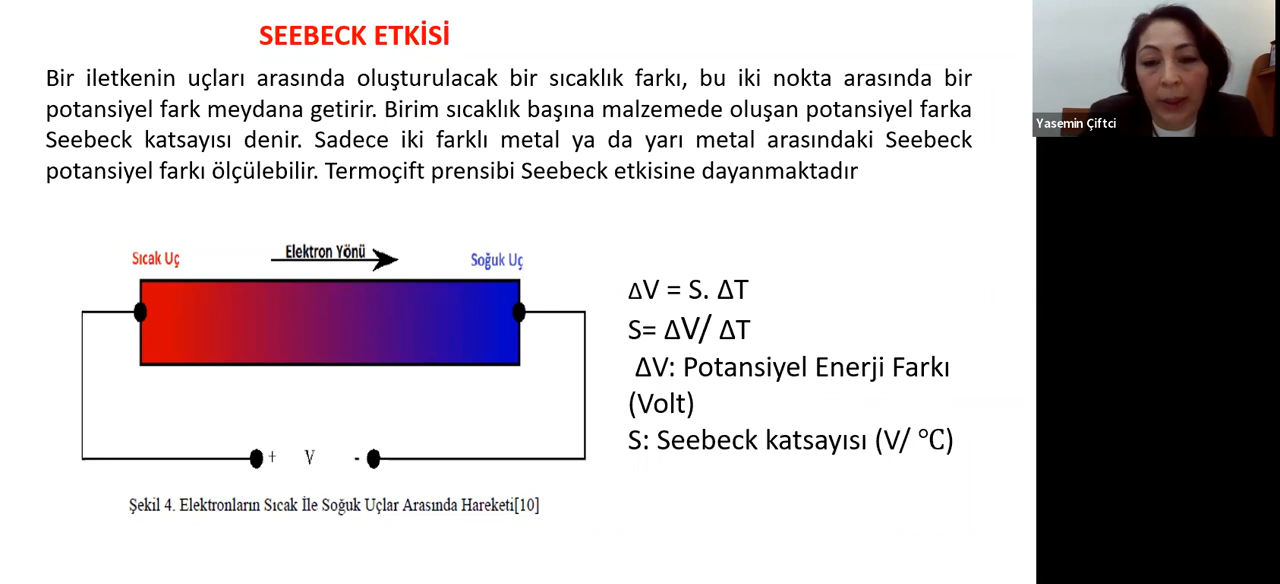 SEEBECK ETKİSİ
Bir iletkenin uçları arasında oluşturulacak bir sıcaklık farkı, bu iki nokta arasında bir
potansiyel fark meydana getirir. Birim sıcaklık başına malzemede oluşan potansiyel farka
Seebeck katsayısı denir. Sadece iki farklı metal ya da yarı metal arasındaki Seebeck
potansiyel farkı ölçülebilir. Termoçift prensibi Seebeck etkisine dayanmaktadır
Yasemin Çiftci
Sıcak Uç
Elektron Yönü
Soğuk Uç
+ V -
Şekil 4. Elektronların Sıcak İle Soğuk Uçlar Arasında Hareketi[10]
ΔV = S. ΔT
S= ΔV/ ΔT
ΔV: Potansiyel Enerji Farkı
(Volt)
S: Seebeck katsayısı (V/ °C)